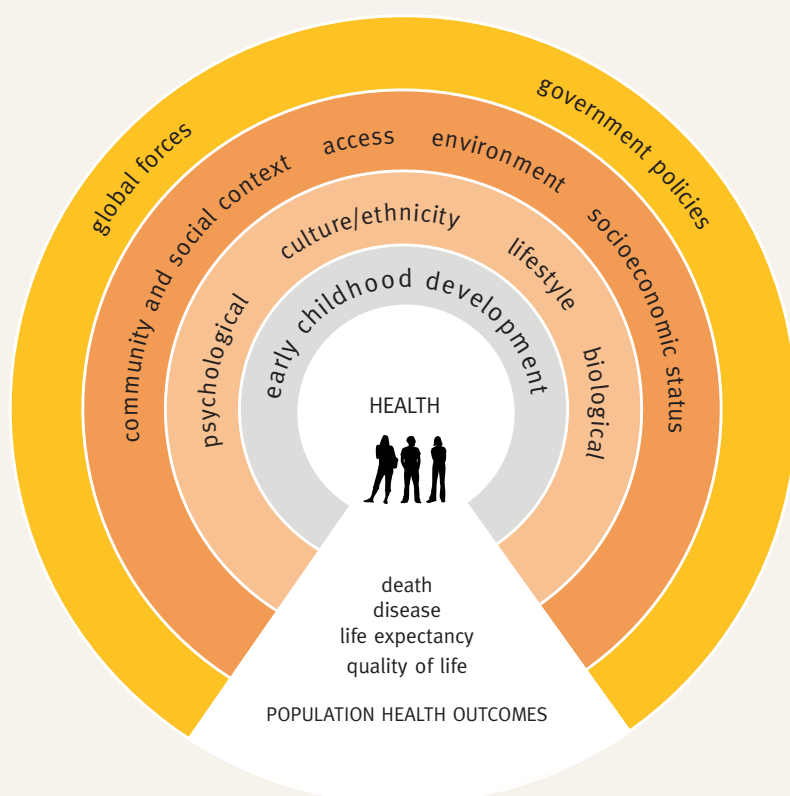 global forces
government policies
community and social context
access
environment
socioeconomic status
psychological
culture/ethnicity
lifestyle
biological
early childhood development
HEALTH
death
disease
life expectancy
quality of life
POPULATION HEALTH OUTCOMES